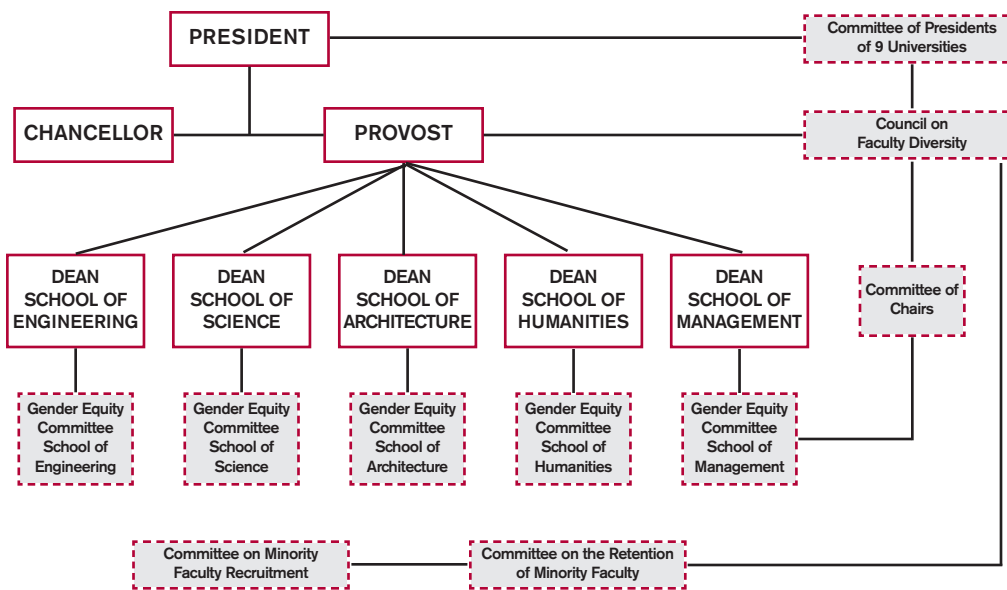 PRESIDENT
Committee of Presidents
of 9 Universities
CHANCELLOR
PROVOST
Council on
Faculty Diversity
DEAN
SCHOOL OF
ENGINEERING
DEAN
SCHOOL OF
SCIENCE
DEAN
SCHOOL OF
ARCHITECTURE
DEAN
SCHOOL OF
HUMANITIES
DEAN
SCHOOL OF
MANAGEMENT
Committee of
Chairs
Gender Equity
Committee
School of
Engineering
Gender Equity
Committee
School of
Science
Gender Equity
Committee
School of
Architecture
Gender Equity
Committee
School of
Humanities
Gender Equity
Committee
School of
Management
Committee on Minority
Faculty Recruitment
Committee on the Retention
of Minority Faculty